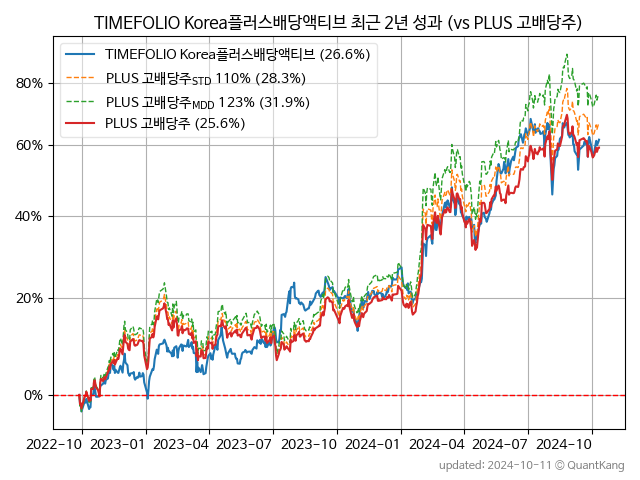 TIMEFOLIO Korea플러스배당액티브 최근 2년 성과 (vs PLUS 고배당주)
TIMEFOLIO Korea플러스배당액티브 (26.6%)
PLUS 고배당주STD 110% (28.3%)
PLUS 고배당주MDD 123% (31.9%)
PLUS 고배당주 (25.6%)
80%
60%
40%
20%
0%
2022-10 2023-01 2023-04 2023-07 2023-10 2024-01 2024-04 2024-07 2024-10
updated: 2024-10-11 © QuantKang